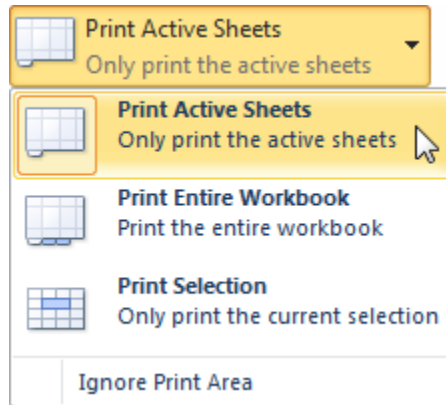 Print Active Sheets
Only print the active sheets
Print Active Sheets
Only print the active sheets
Print Entire Workbook
Print the entire workbook
Print Selection
Only print the current selection
Ignore Print Area